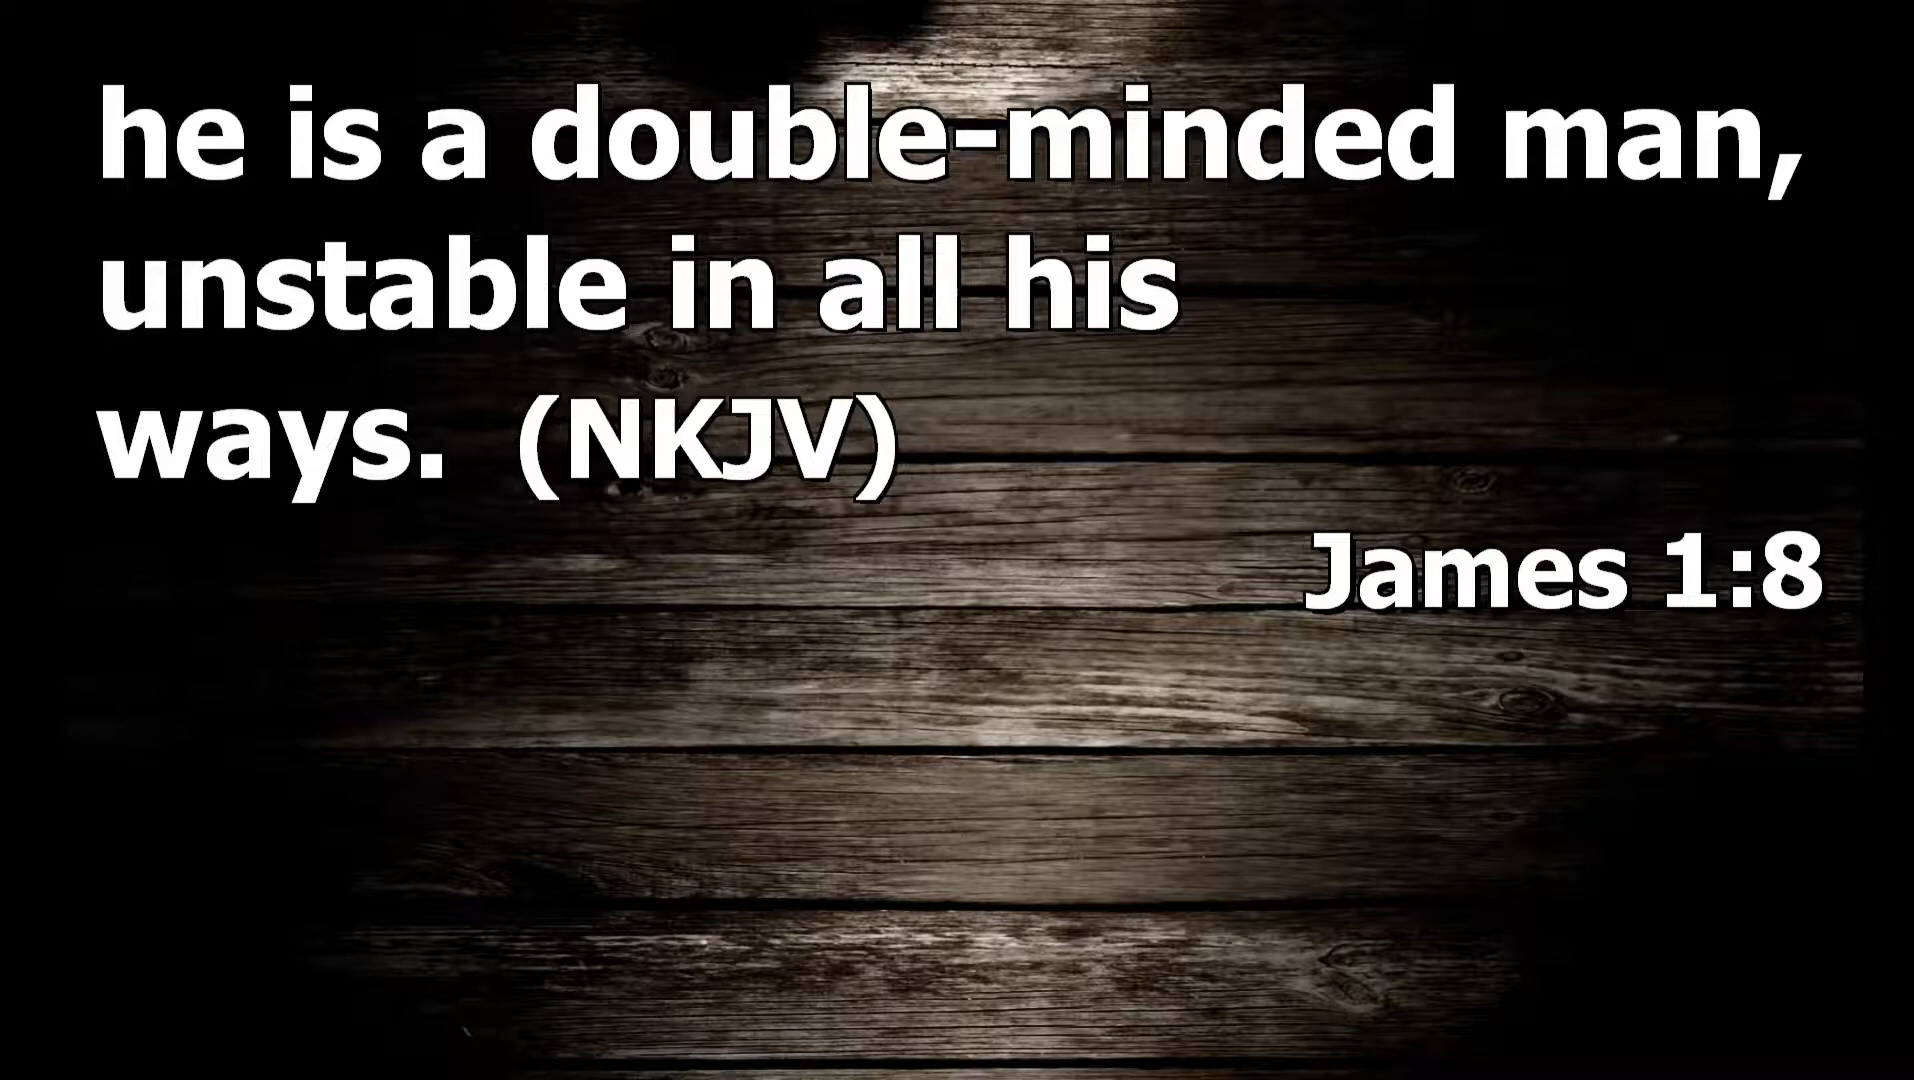 he is a double-minded man,
unstable in all his
ways.  (NKJV)
James 1:8